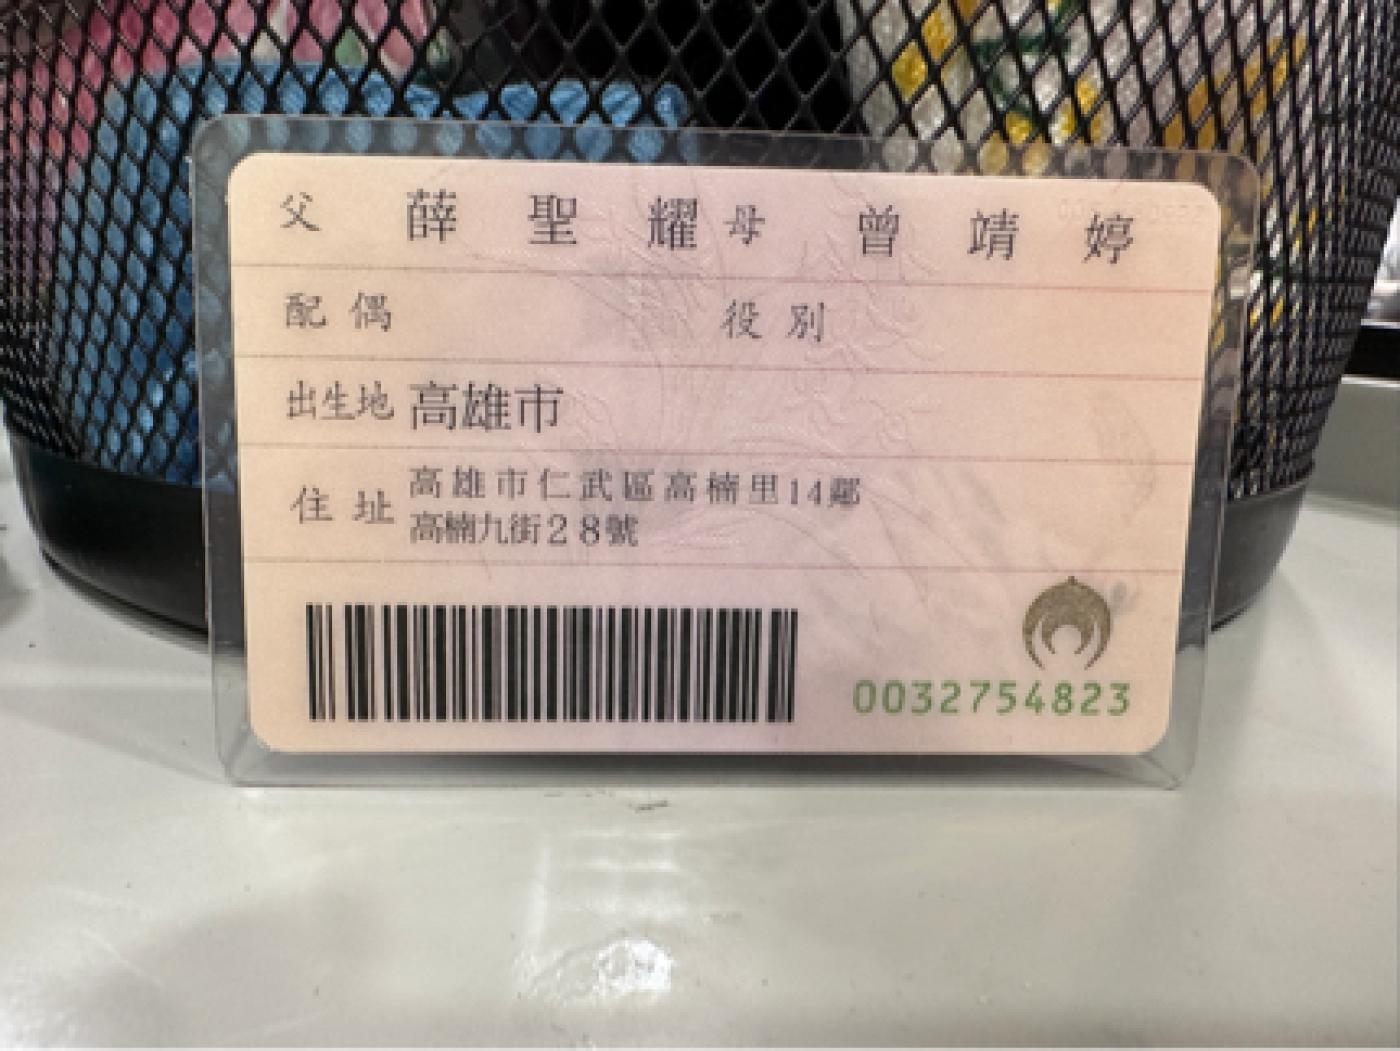 父 薛聖耀 母 曾靖婷
配偶 役別
出生地 高雄市
住址 高雄市仁武區高楠里14鄰
高楠九街28號
0032754823